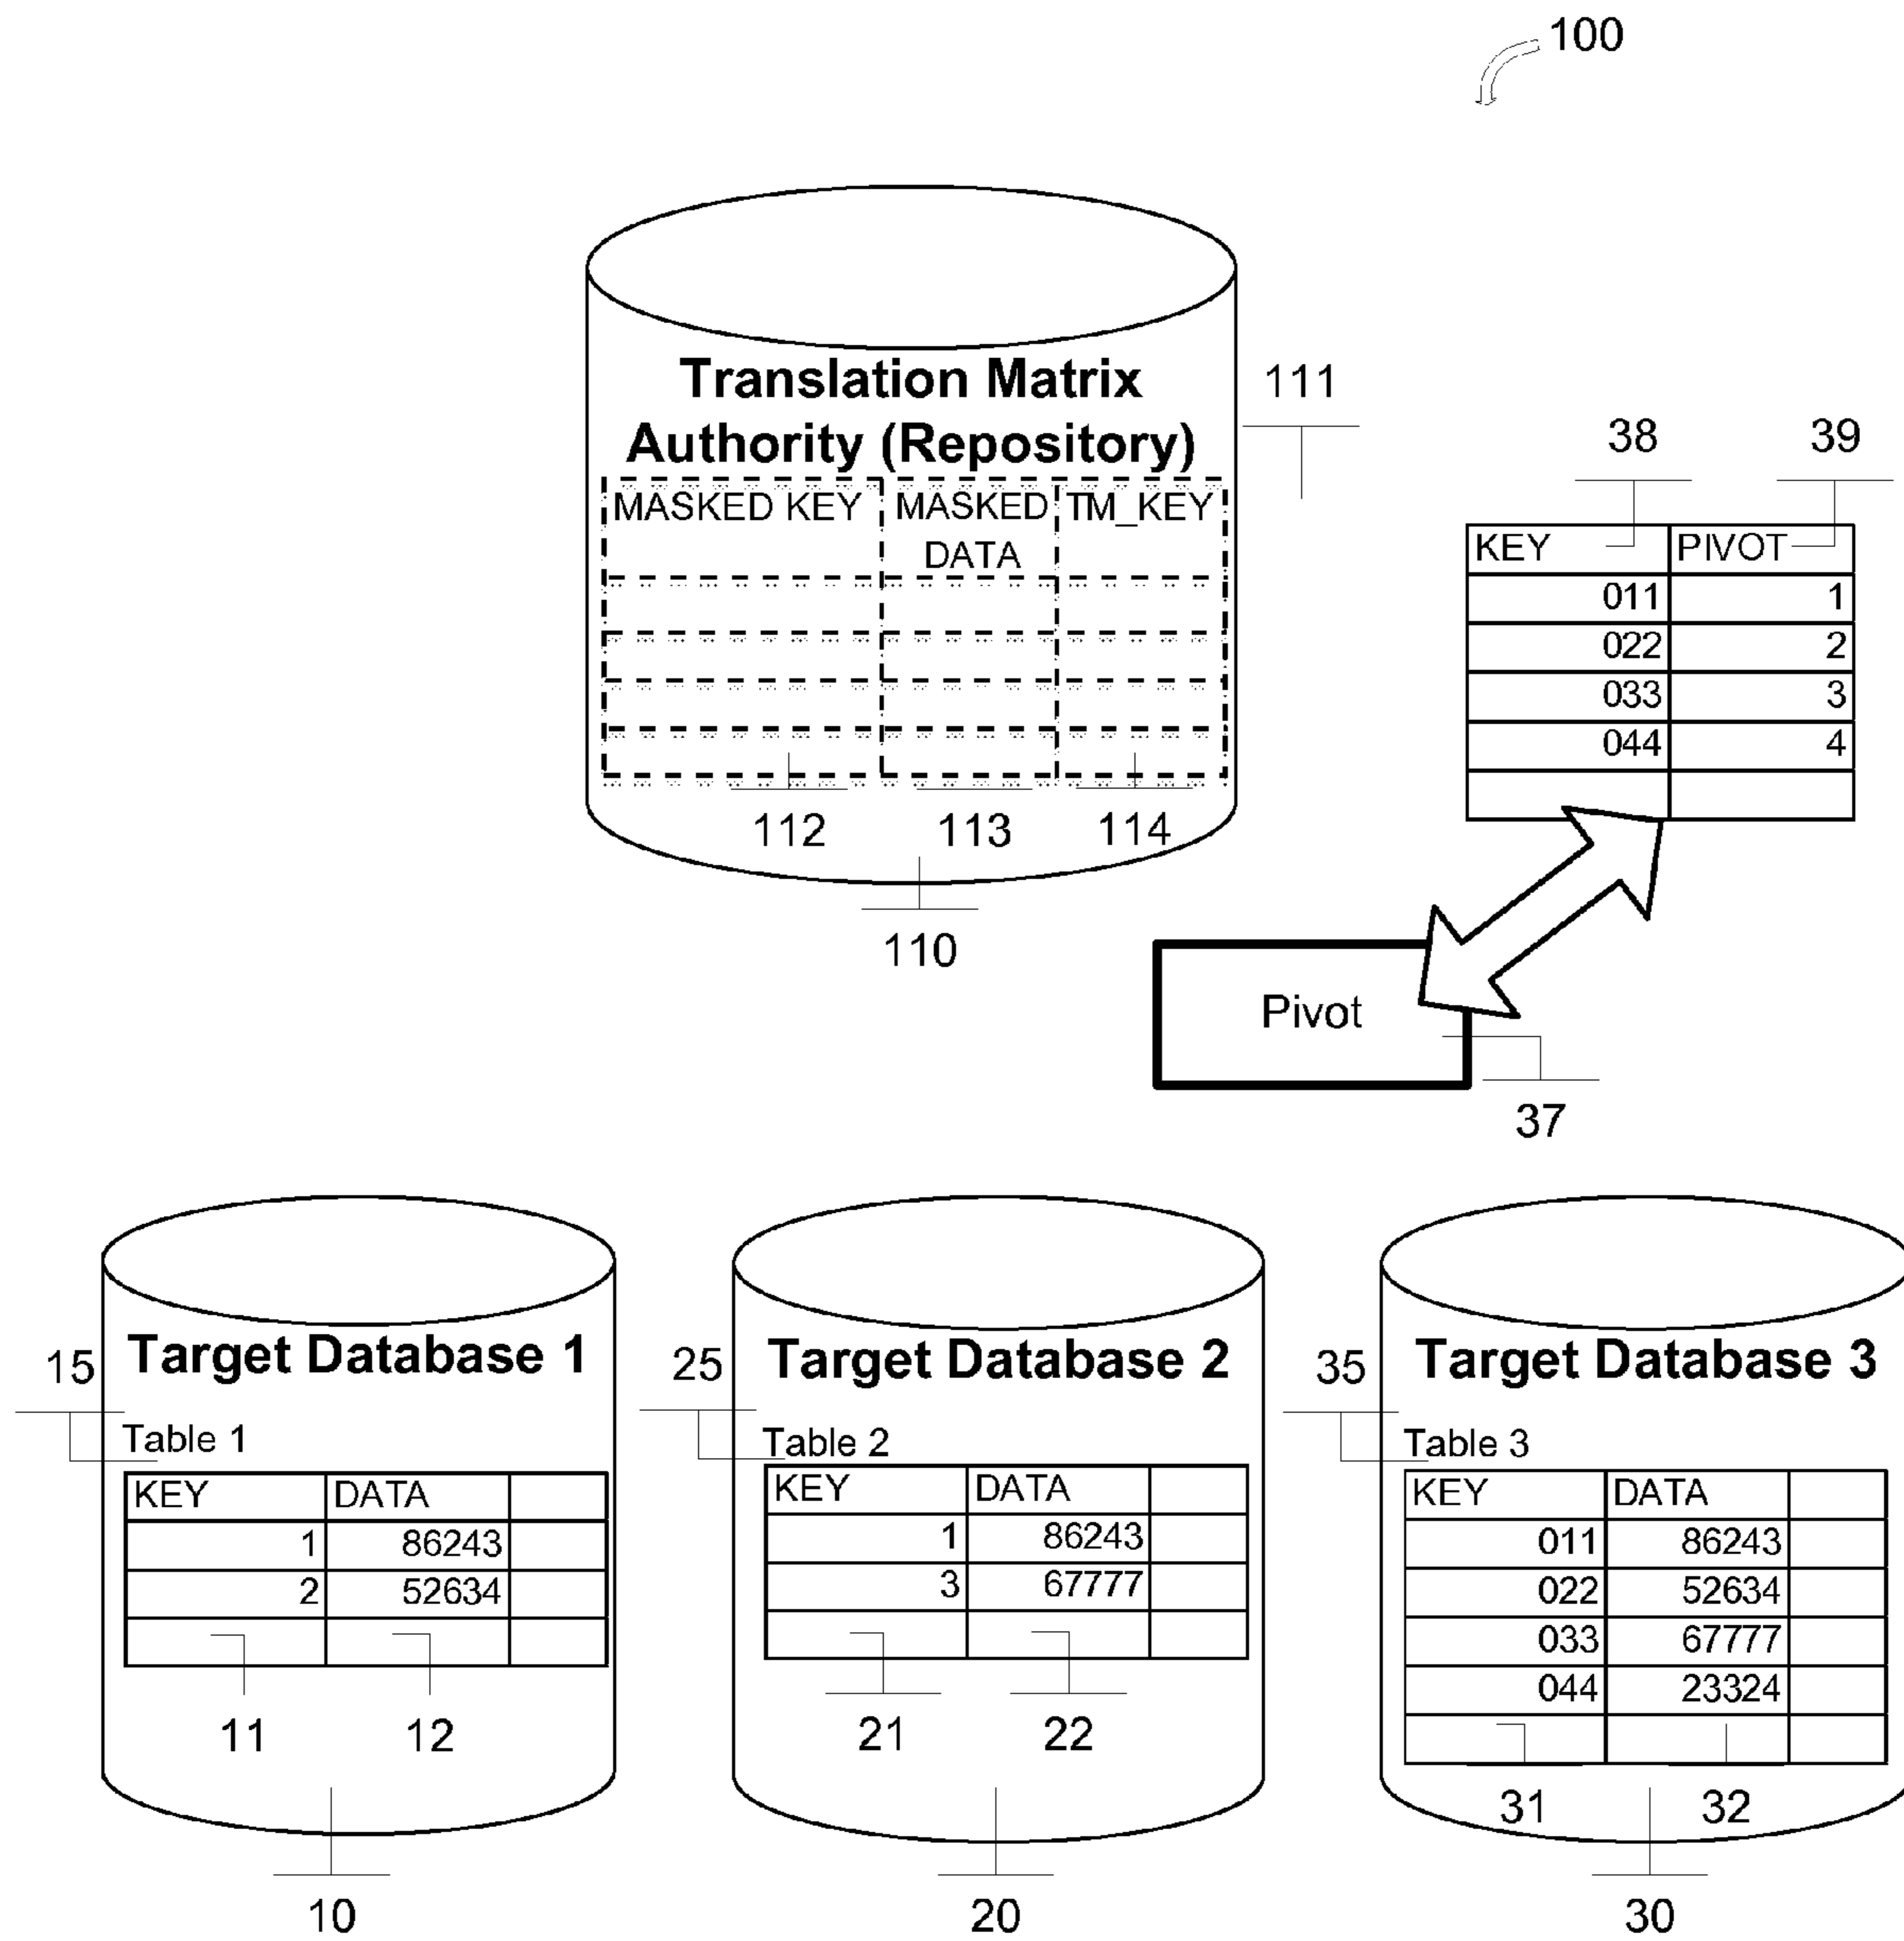 100
Translation Matrix
Authority (Repository)
111
MASKED KEY MASKED DATA TM_KEY
112 113 114
110
38 39
KEY PIVOT
011 1
022 2
033 3
044 4
Pivot
37
15
Target Database 1
Table 1
KEY DATA
1 86243
2 52634
11 12
10
25
Target Database 2
Table 2
KEY DATA
1 86243
3 67777
21 22
20
35
Target Database 3
Table 3
KEY DATA
011 86243
022 52634
033 67777
044 23324
31 32
30